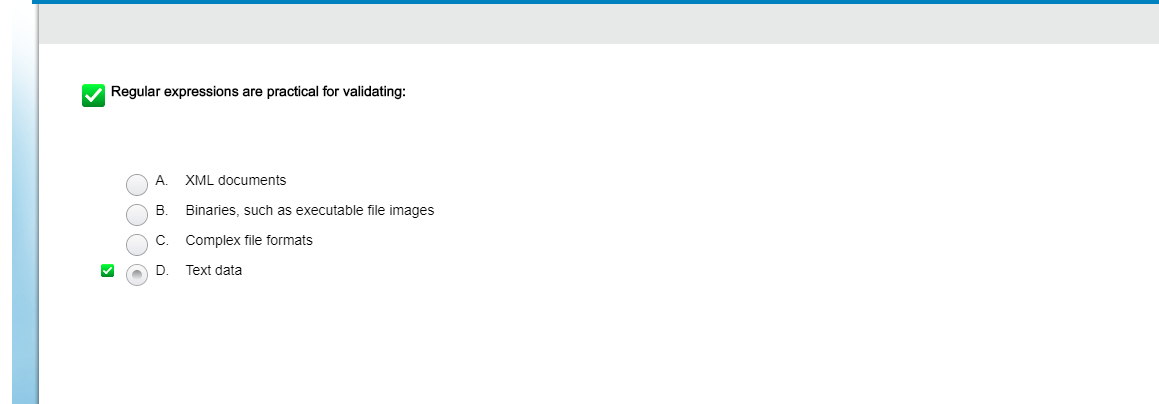 Regular expressions are practical for validating:
A. XML documents
B. Binaries, such as executable file images
C. Complex file formats
D. Text data